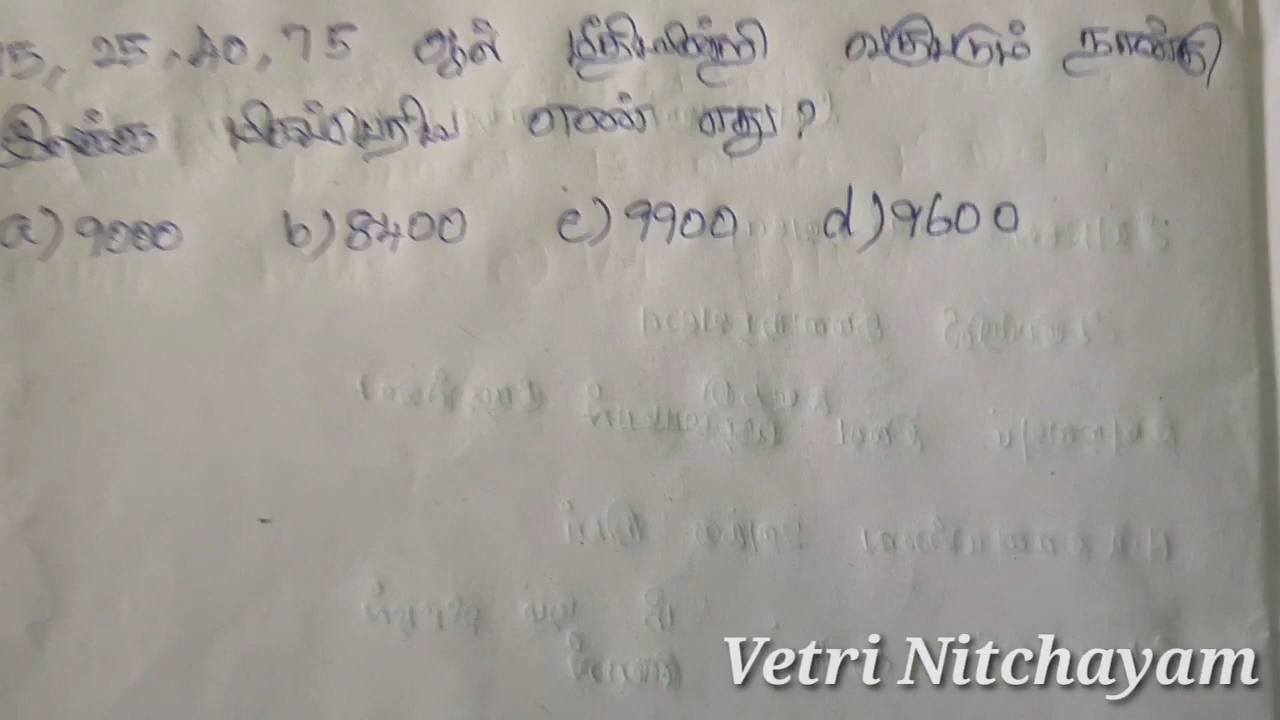 15, 25, 40, 75 ஆல் மீதியின்றி வகுபடும் நான்கு
இலக்க மிகப்பெரிய எண் எது?
a) 9000 b) 8400 c) 9900 d) 9600
Vetri Nitchayam